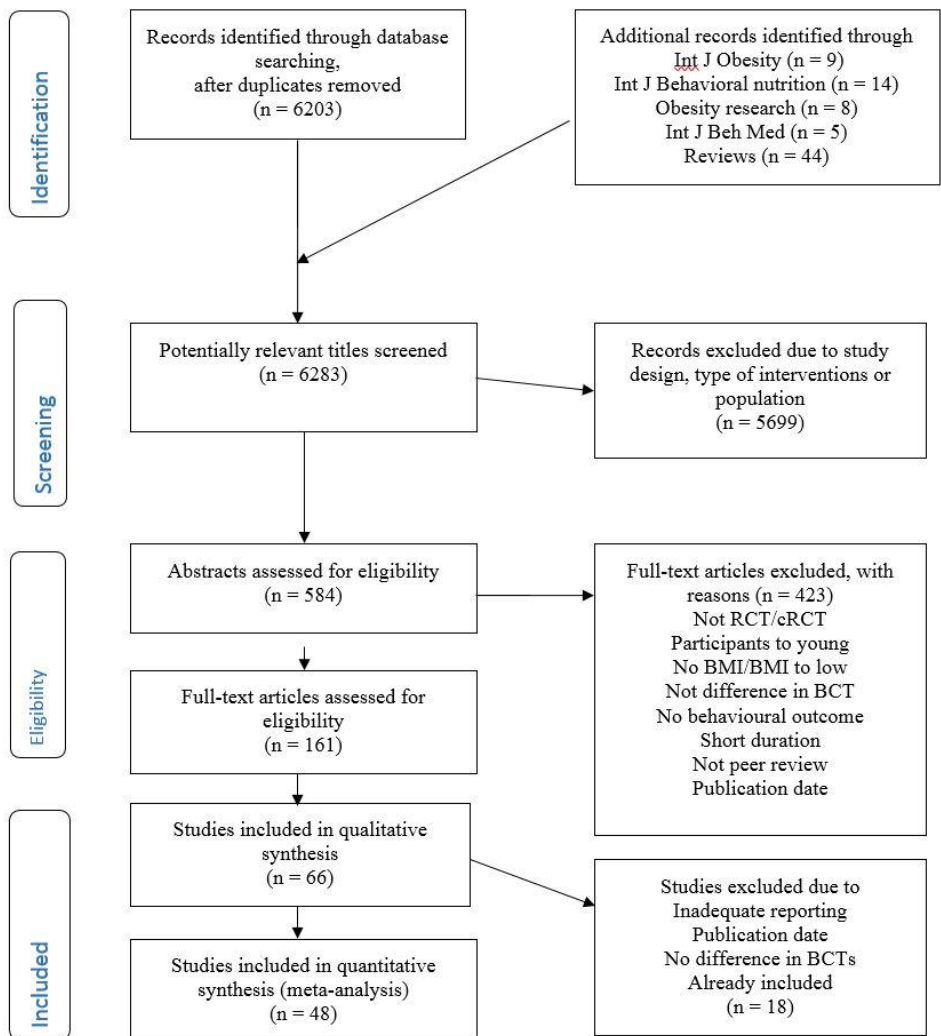 Identification
Records identified through database
searching,
after duplicates removed
(n = 6203)
Additional records identified through
Int J Obesity (n = 9)
Int J Behavioral nutrition (n = 14)
Obesity research (n = 8)
Int J Beh Med (n = 5)
Reviews (n = 44)
Screening
Potentially relevant titles screened
(n = 6283)
Records excluded due to study
design, type of interventions or
population
(n = 5699)
Eligibility
Abstracts assessed for eligibility
(n = 584)
Full-text articles excluded, with
reasons (n = 423)
Not RCT/cRCT
Participants to young
No BMI/BMI to low
Not difference in BCT
No behavioural outcome
Short duration
Not peer review
Publication date
Full-text articles assessed for
eligibility
(n = 161)
Included
Studies included in qualitative
synthesis
(n = 66)
Studies excluded due to
Inadequate reporting
Publication date
No difference in BCTs
Already included
(n = 18)
Studies included in quantitative
synthesis (meta-analysis)
(n = 48)